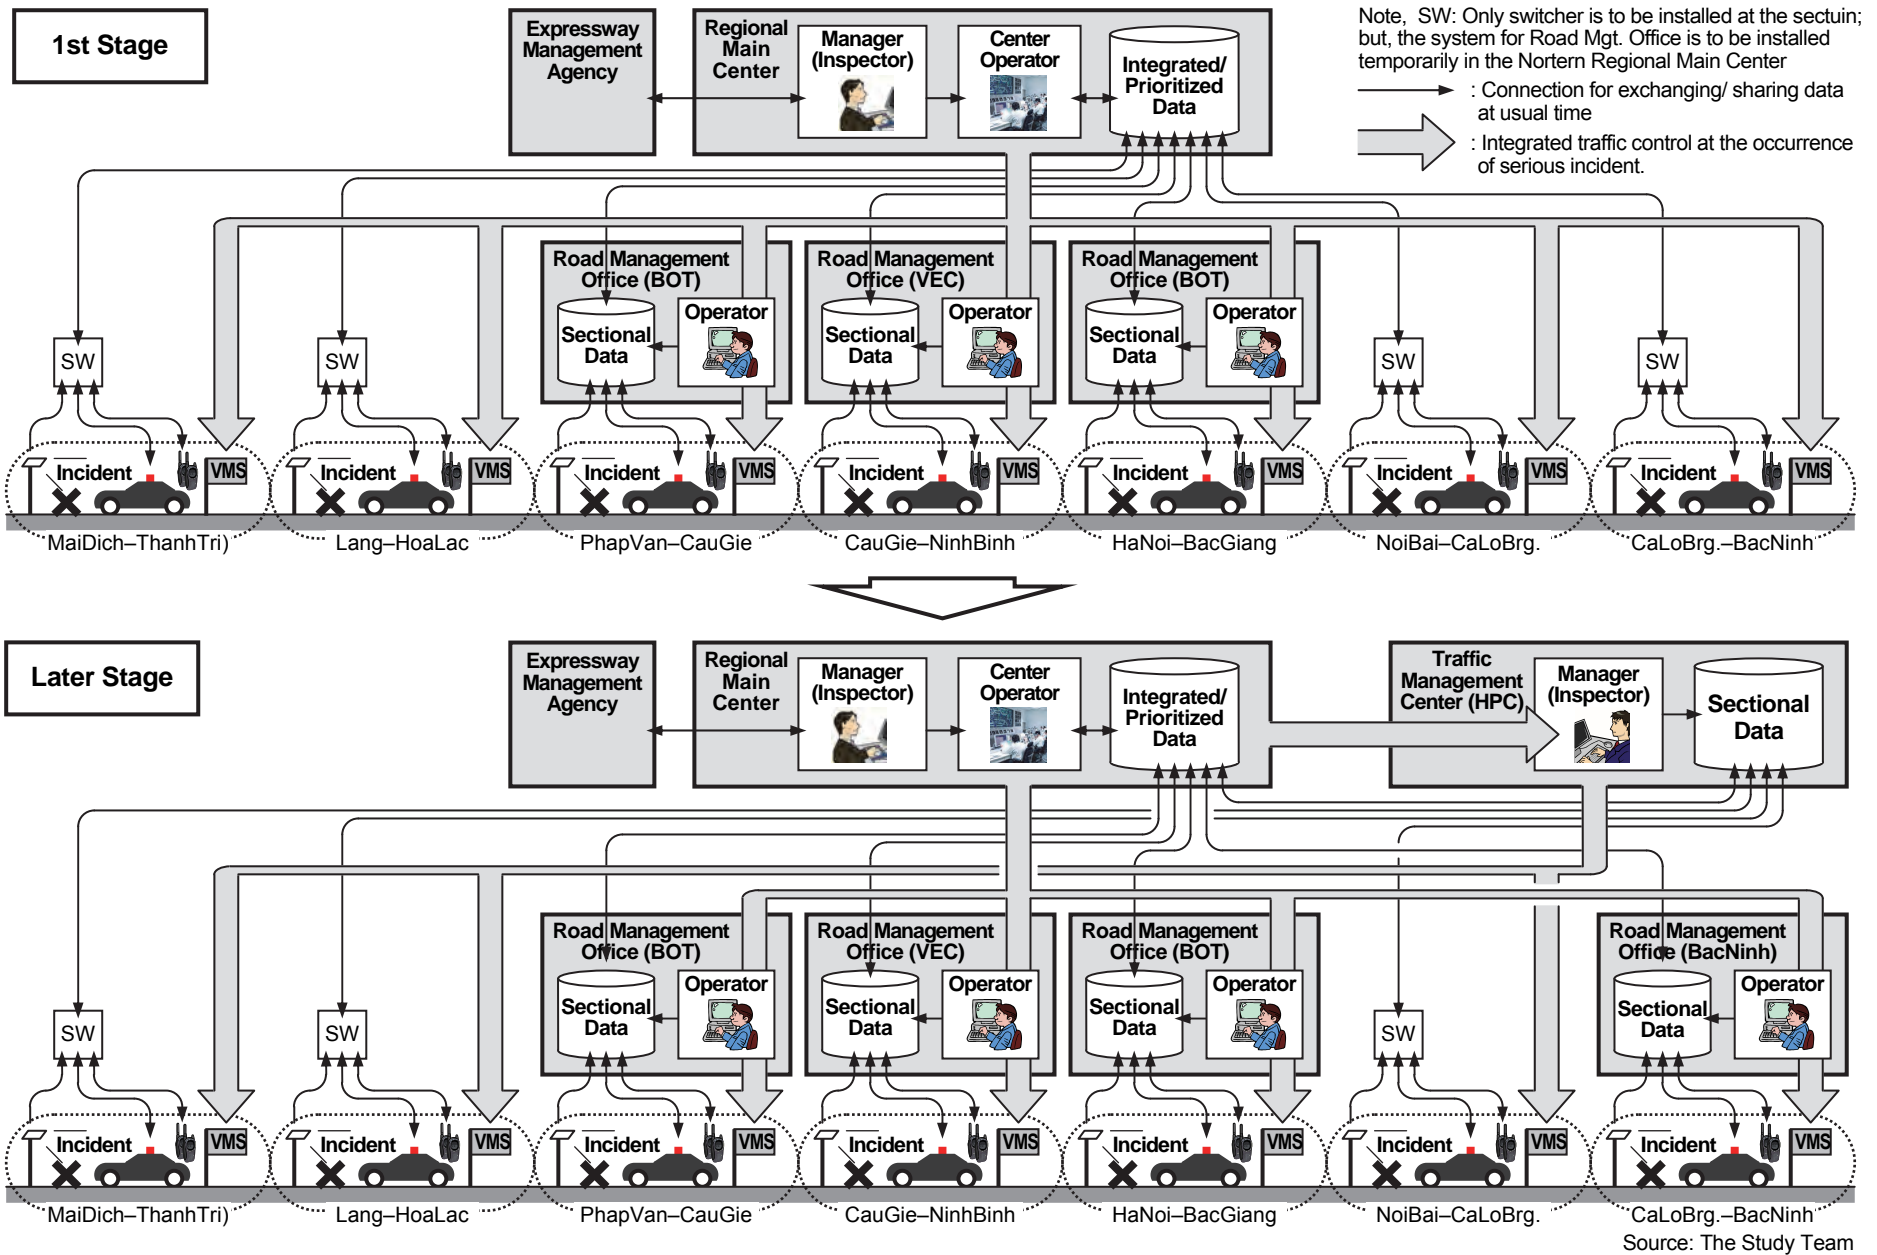 1st Stage
Expressway
Management
Agency
Regional
Main
Center
Manager
(Inspector)
Center
Operator
Integrated/
Prioritized
Data
Note, SW: Only switcher is to be installed at the sectuin;
but, the system for Road Mgt. Office is to be installed
temporarily in the Nortern Regional Main Center
: Connection for exchanging/ sharing data
at usual time
: Integrated traffic control at the occurrence
of serious incident.
Road Management
Office (BOT)
Sectional
Data
Operator
Road Management
Office (VEC)
Sectional
Data
Operator
Road Management
Office (BOT)
Sectional
Data
Operator
SW
SW
SW
SW
Incident
VMS
Incident
VMS
Incident
VMS
Incident
VMS
Incident
VMS
Incident
VMS
Incident
VMS
MaiDich–ThanhTri)
Lang–HoaLac
PhapVan–CauGie
CauGie–NinhBinh
HaNoi–BacGiang
NoiBai–CaLoBrg.
CaLoBrg.–BacNinh
Later Stage
Expressway
Management
Agency
Regional
Main
Center
Manager
(Inspector)
Center
Operator
Integrated/
Prioritized
Data
Traffic
Management
Center (HPC)
Manager
(Inspector)
Sectional
Data
Road Management
Office (BOT)
Sectional
Data
Operator
Road Management
Office (VEC)
Sectional
Data
Operator
Road Management
Office (BOT)
Sectional
Data
Operator
Road Management
Office (BacNinh)
Sectional
Data
Operator
SW
SW
SW
Incident
VMS
Incident
VMS
Incident
VMS
Incident
VMS
Incident
VMS
Incident
VMS
Incident
VMS
MaiDich–ThanhTri)
Lang–HoaLac
PhapVan–CauGie
CauGie–NinhBinh
HaNoi–BacGiang
NoiBai–CaLoBrg.
CaLoBrg.–BacNinh
Source: The Study Team